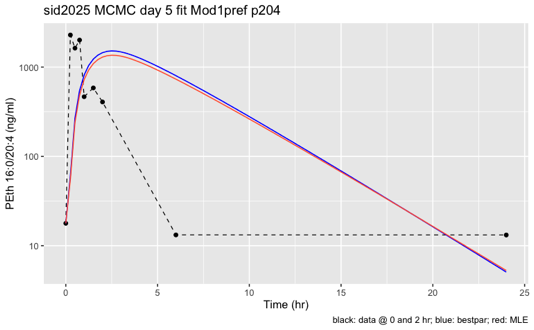 sid2025 MCMC day 5 fit Mod1pref p204
PEth 16:0/20:4 (ng/ml)
1000
100
10
0
5
10
15
20
25
Time (hr)
black: data @ 0 and 2 hr; blue: bestpar; red: MLE